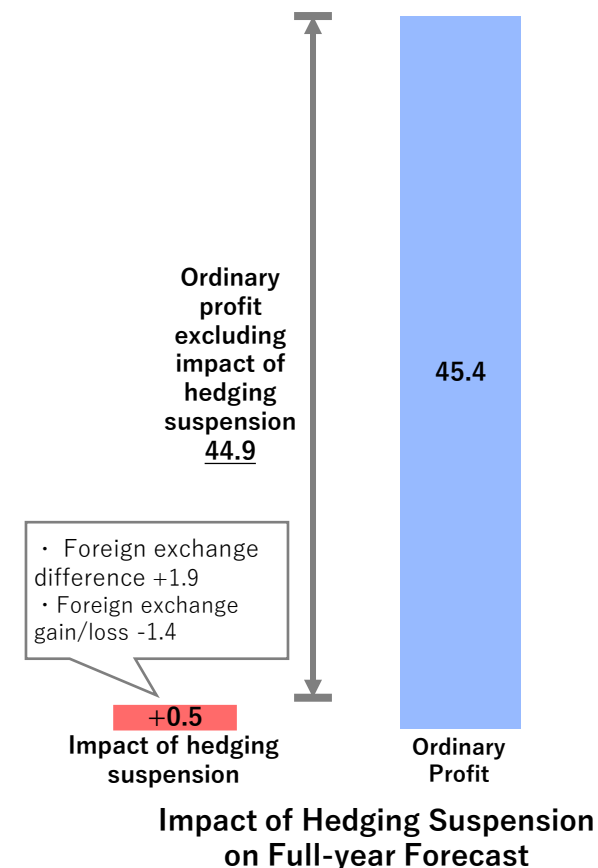 Ordinary
profit
excluding
impact of
hedging
suspension
44.9
45.4
・ Foreign exchange
difference +1.9
・Foreign exchange
gain/loss -1.4
+0.5
Impact of hedging
suspension
Ordinary
Profit
Impact of Hedging Suspension
on Full-year Forecast